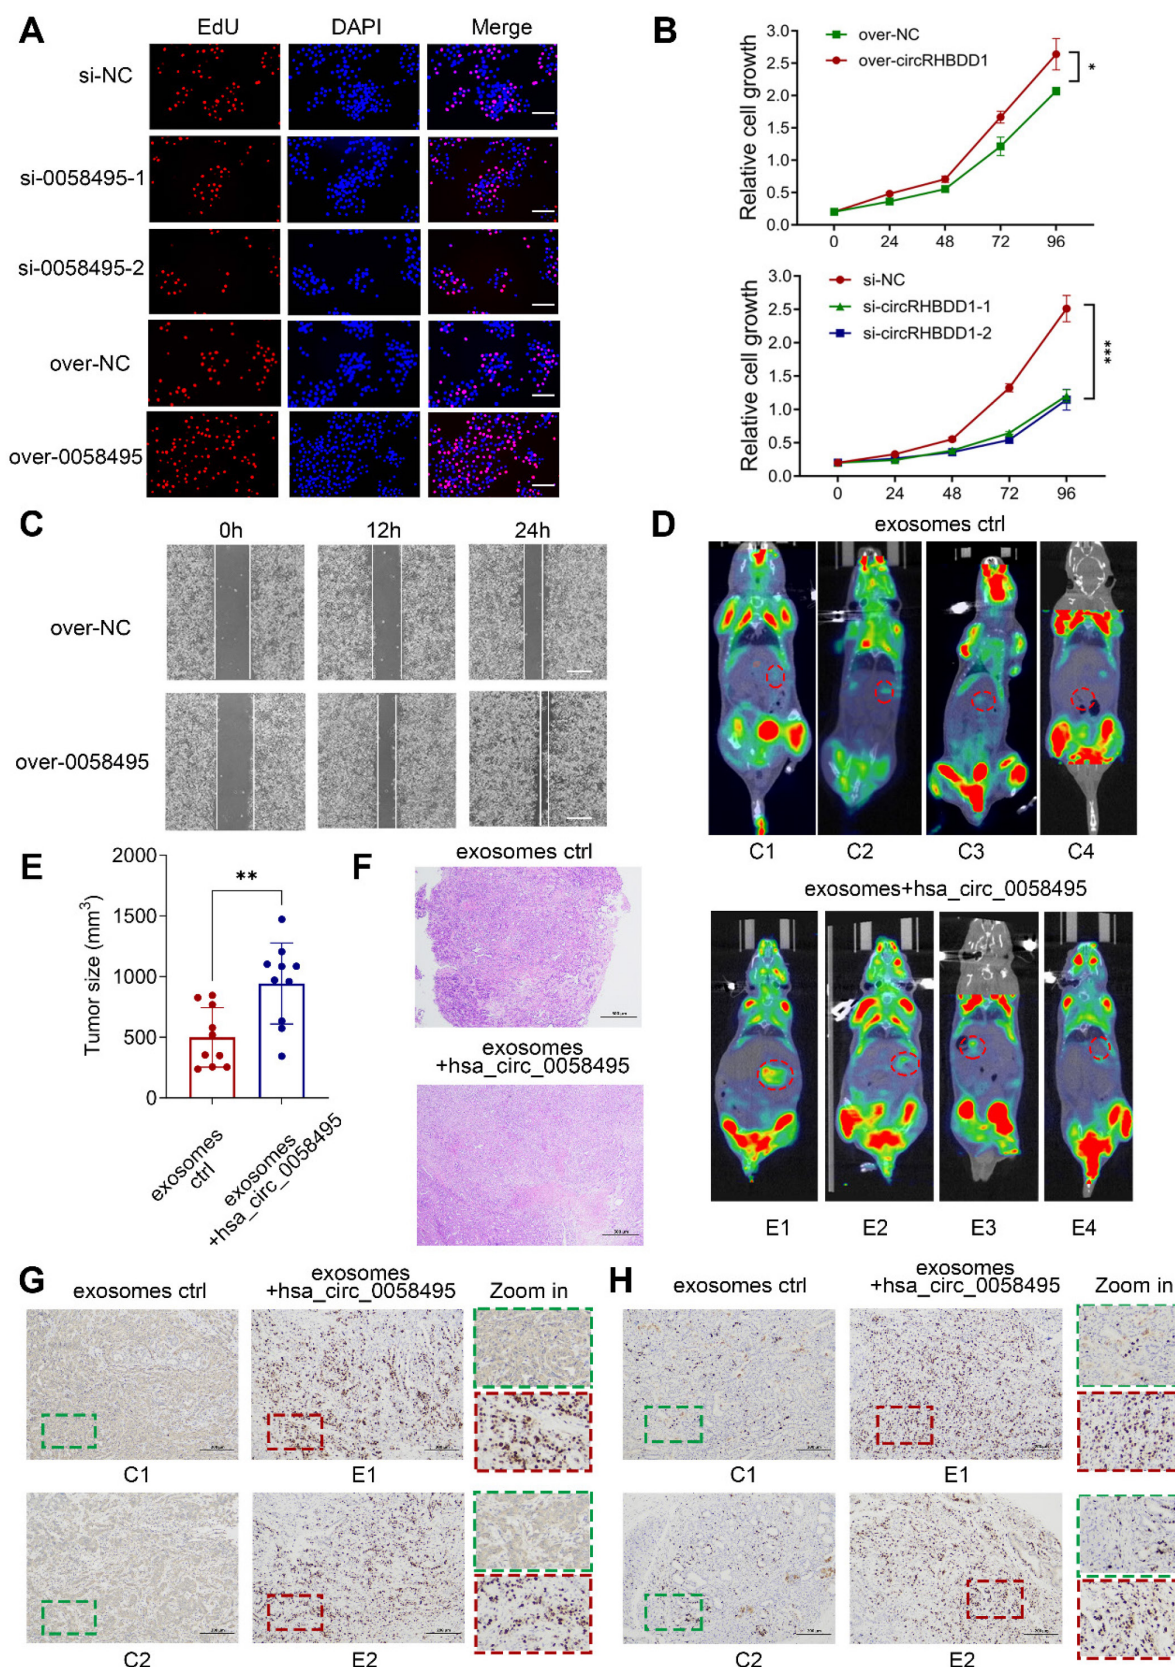 A
EdU DAPI Merge
si-NC
si-0058495-1
si-0058495-2
over-NC
over-0058495
B
Relative cell growth
3.0
2.5
2.0
1.5
1.0
0.5
0.0
over-NC
over-circRHBDD1
*
0 24 48 72 96
Relative cell growth
3.0
2.5
2.0
1.5
1.0
0.5
0.0
si-NC
si-circRHBDD1-1
si-circRHBDD1-2
***
0 24 48 72 96
C
0h 12h 24h
over-NC
over-0058495
D
exosomes ctrl
C1 C2 C3 C4
exosomes+hsa_circ_0058495
E1 E2 E3 E4
E
Tumor size (mm³)
2000
1500
1000
500
0
**
exosomes
ctrl
exosomes
+hsa_circ_0058495
F
exosomes ctrl
exosomes
+hsa_circ_0058495
G
exosomes ctrl
exosomes
+hsa_circ_0058495
Zoom in
C1 E1
C2 E2
H
exosomes ctrl
exosomes
+hsa_circ_0058495
Zoom in
C1 E1
C2 E2